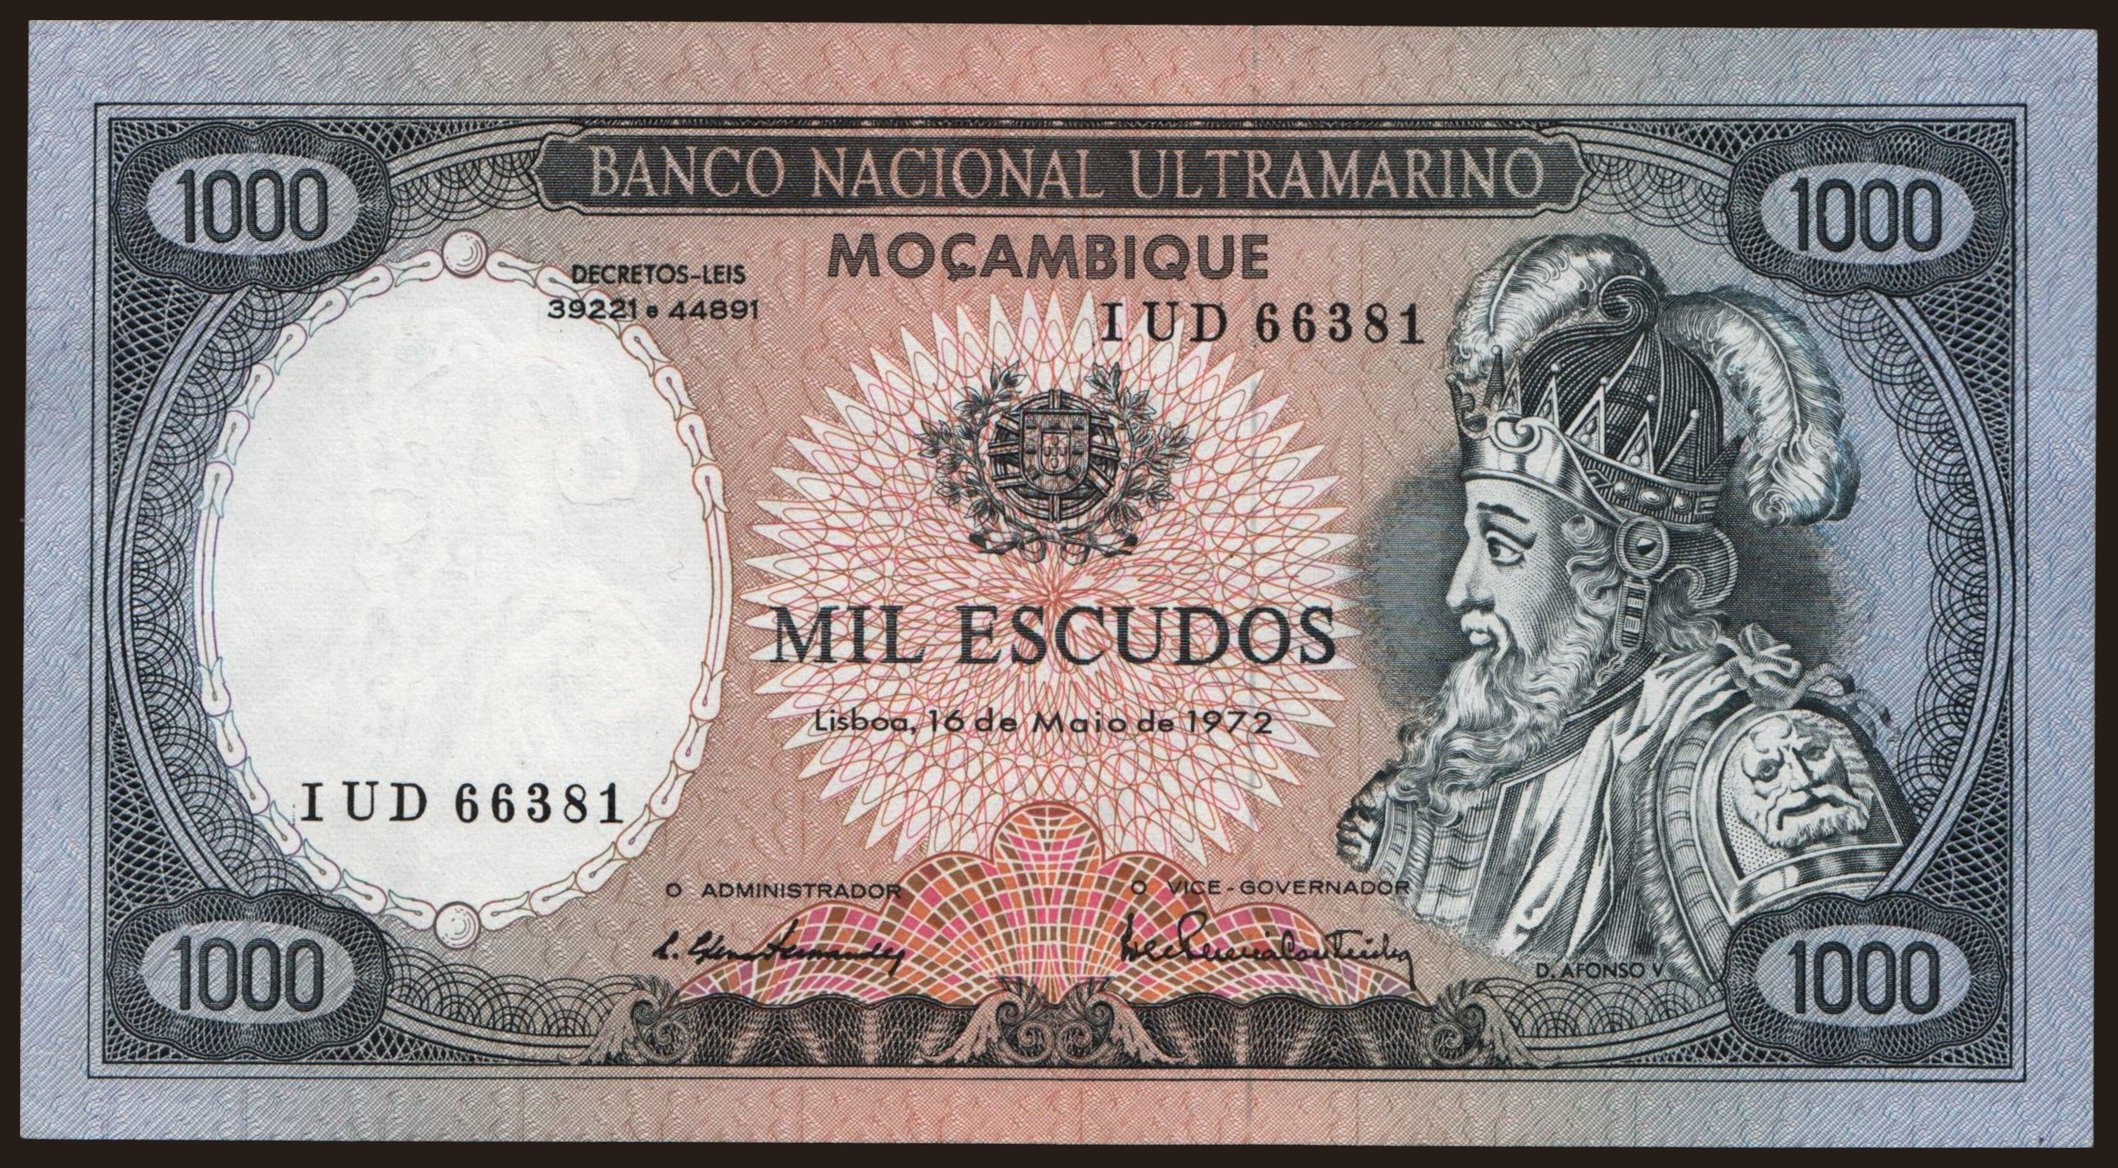 1000
BANCO NACIONAL ULTRAMARINO
1000
MOÇAMBIQUE
DECRETOS-LEIS
39221 e 44891
IUD 66381
MIL ESCUDOS
Lisboa, 16 de Maio de 1972
IUD 66381
O ADMINISTRADOR
O VICE-GOVERNADOR
D. AFONSO V
1000
1000